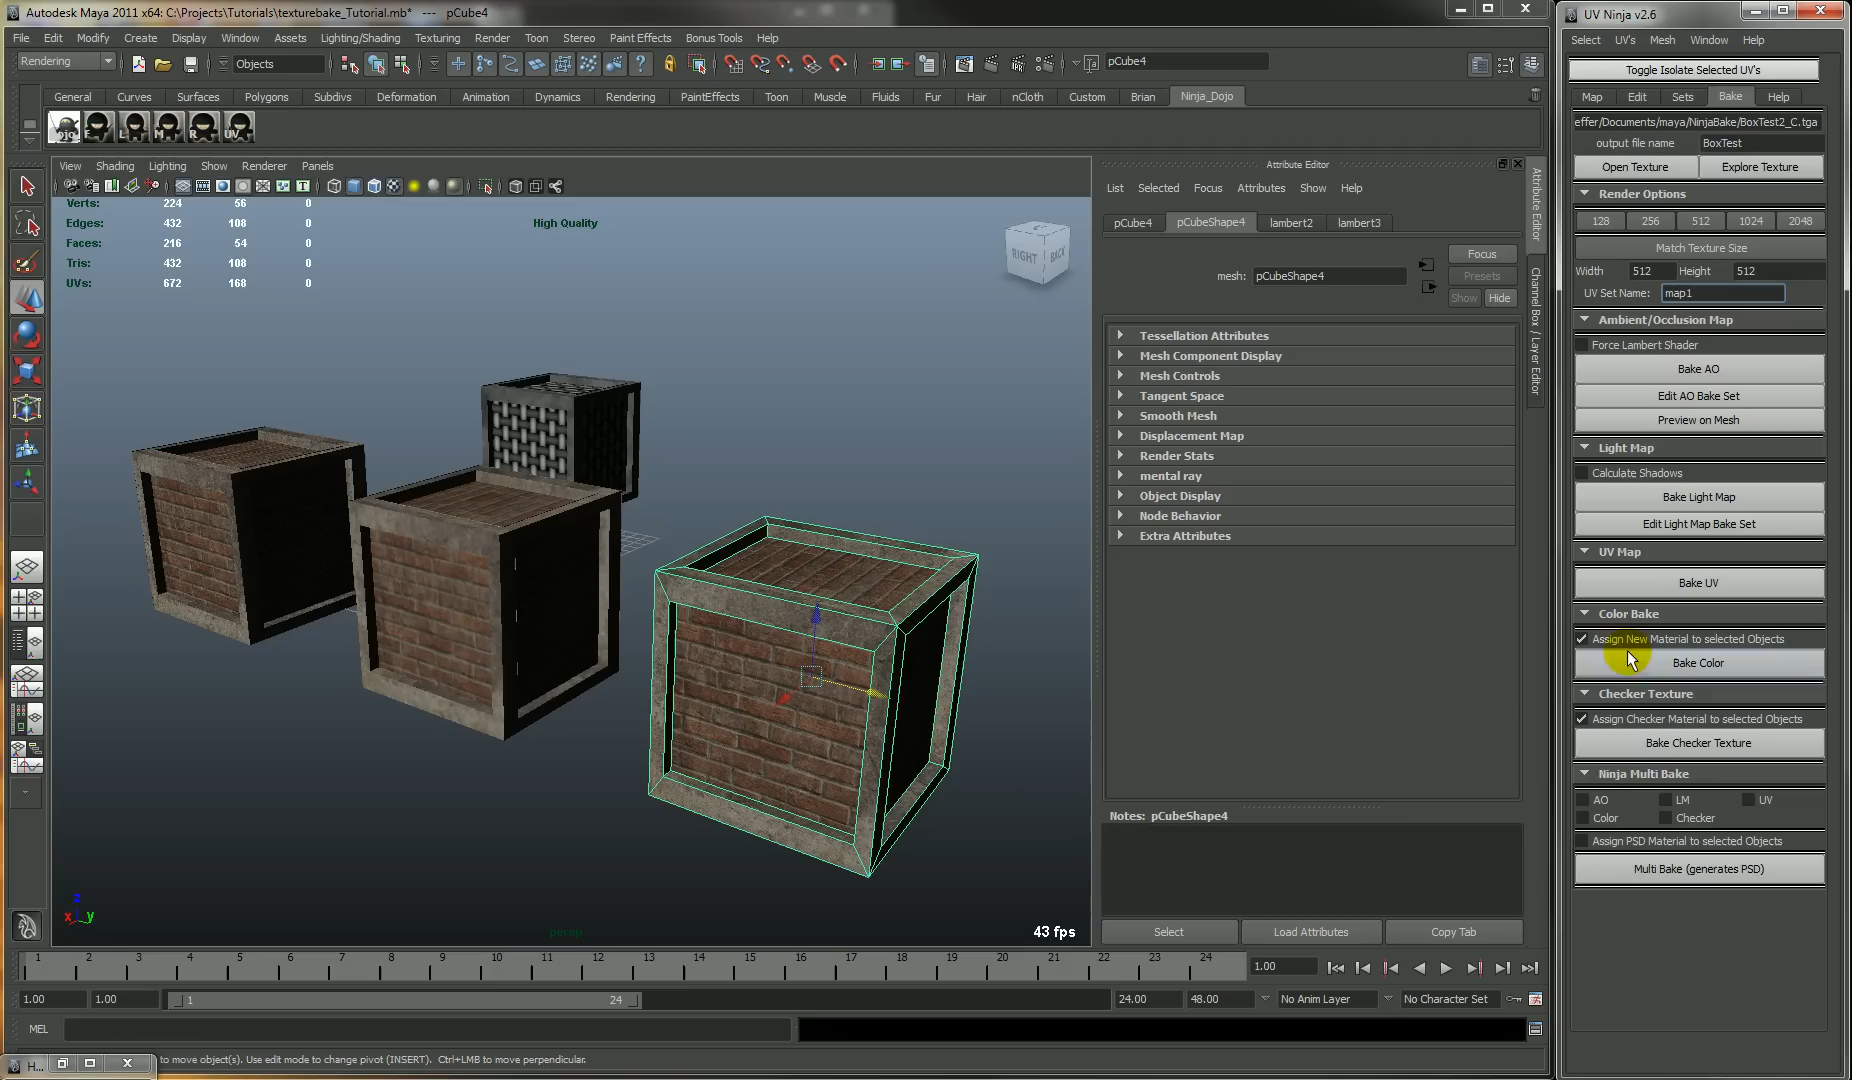 Autodesk Maya 2011 x64: C:\Projects\Tutorials\texturebake_Tutorial.mb* --- pCube4
File Edit Modify Create Display Window Assets Lighting/Shading Texturing Render Toon Stereo Paint Effects Bonus Tools Help
Rendering Objects pCube4
General Curves Surfaces Polygons Subdivs Deformation Animation Dynamics Rendering PaintEffects Toon Muscle Fluids Fur Hair nCloth Custom Brian Ninja_Dojo
View Shading Lighting Show Renderer Panels
Verts: 224 56 0
Edges: 432 108 0
Faces: 216 54 0
Tris: 432 108 0
UVs: 672 168 0
High Quality
RIGHT BACK
z
x y
persp
43 fps
Attribute Editor
List Selected Focus Attributes Show Help
pCube4 pCubeShape4 lambert2 lambert3
Focus
mesh: pCubeShape4
Presets
Show Hide
Tessellation Attributes
Mesh Component Display
Mesh Controls
Tangent Space
Smooth Mesh
Displacement Map
Render Stats
mental ray
Object Display
Node Behavior
Extra Attributes
Notes: pCubeShape4
Select Load Attributes Copy Tab
Attribute Editor
Channel Box / Layer Editor
1 2 3 4 5 6 7 8 9 10 11 12 13 14 15 16 17 18 19 20 21 22 23 24
1.00
1.00 1.00 1 24 24.00 48.00 No Anim Layer No Character Set
MEL
to move object(s). Use edit mode to change pivot (INSERT). Ctrl+LMB to move perpendicular.
H...
UV Ninja v2.6
Select UV's Mesh Window Help
Toggle Isolate Selected UV's
Map Edit Sets Bake Help
effer/Documents/maya/NinjaBake/BoxTest2_C.tga
output file name BoxTest
Open Texture Explore Texture
Render Options
128 256 512 1024 2048
Match Texture Size
Width 512 Height 512
UV Set Name: map1
Ambient/Occlusion Map
Force Lambert Shader
Bake AO
Edit AO Bake Set
Preview on Mesh
Light Map
Calculate Shadows
Bake Light Map
Edit Light Map Bake Set
UV Map
Bake UV
Color Bake
Assign New Material to selected Objects
Bake Color
Checker Texture
Assign Checker Material to selected Objects
Bake Checker Texture
Ninja Multi Bake
AO LM UV
Color Checker
Assign PSD Material to selected Objects
Multi Bake (generates PSD)